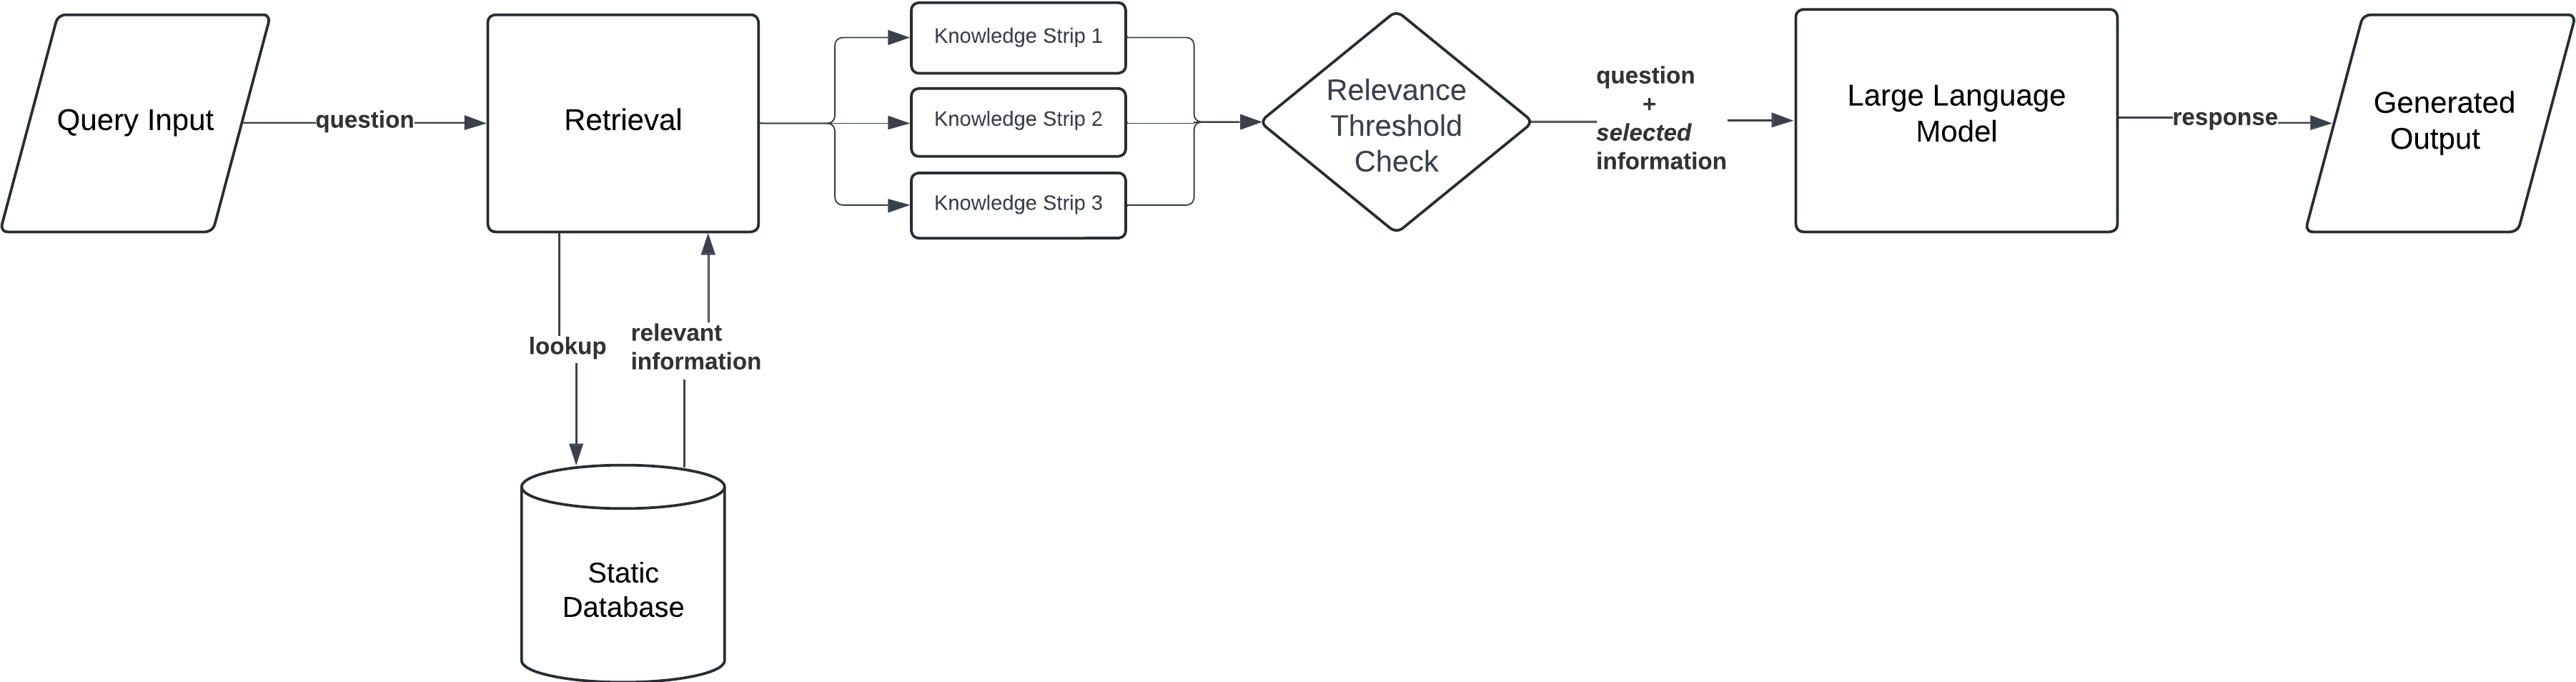 Query Input
question
Retrieval
lookup
relevant
information
Static
Database
Knowledge Strip 1
Knowledge Strip 2
Knowledge Strip 3
Relevance
Threshold
Check
question
+
selected
information
Large Language
Model
response
Generated
Output